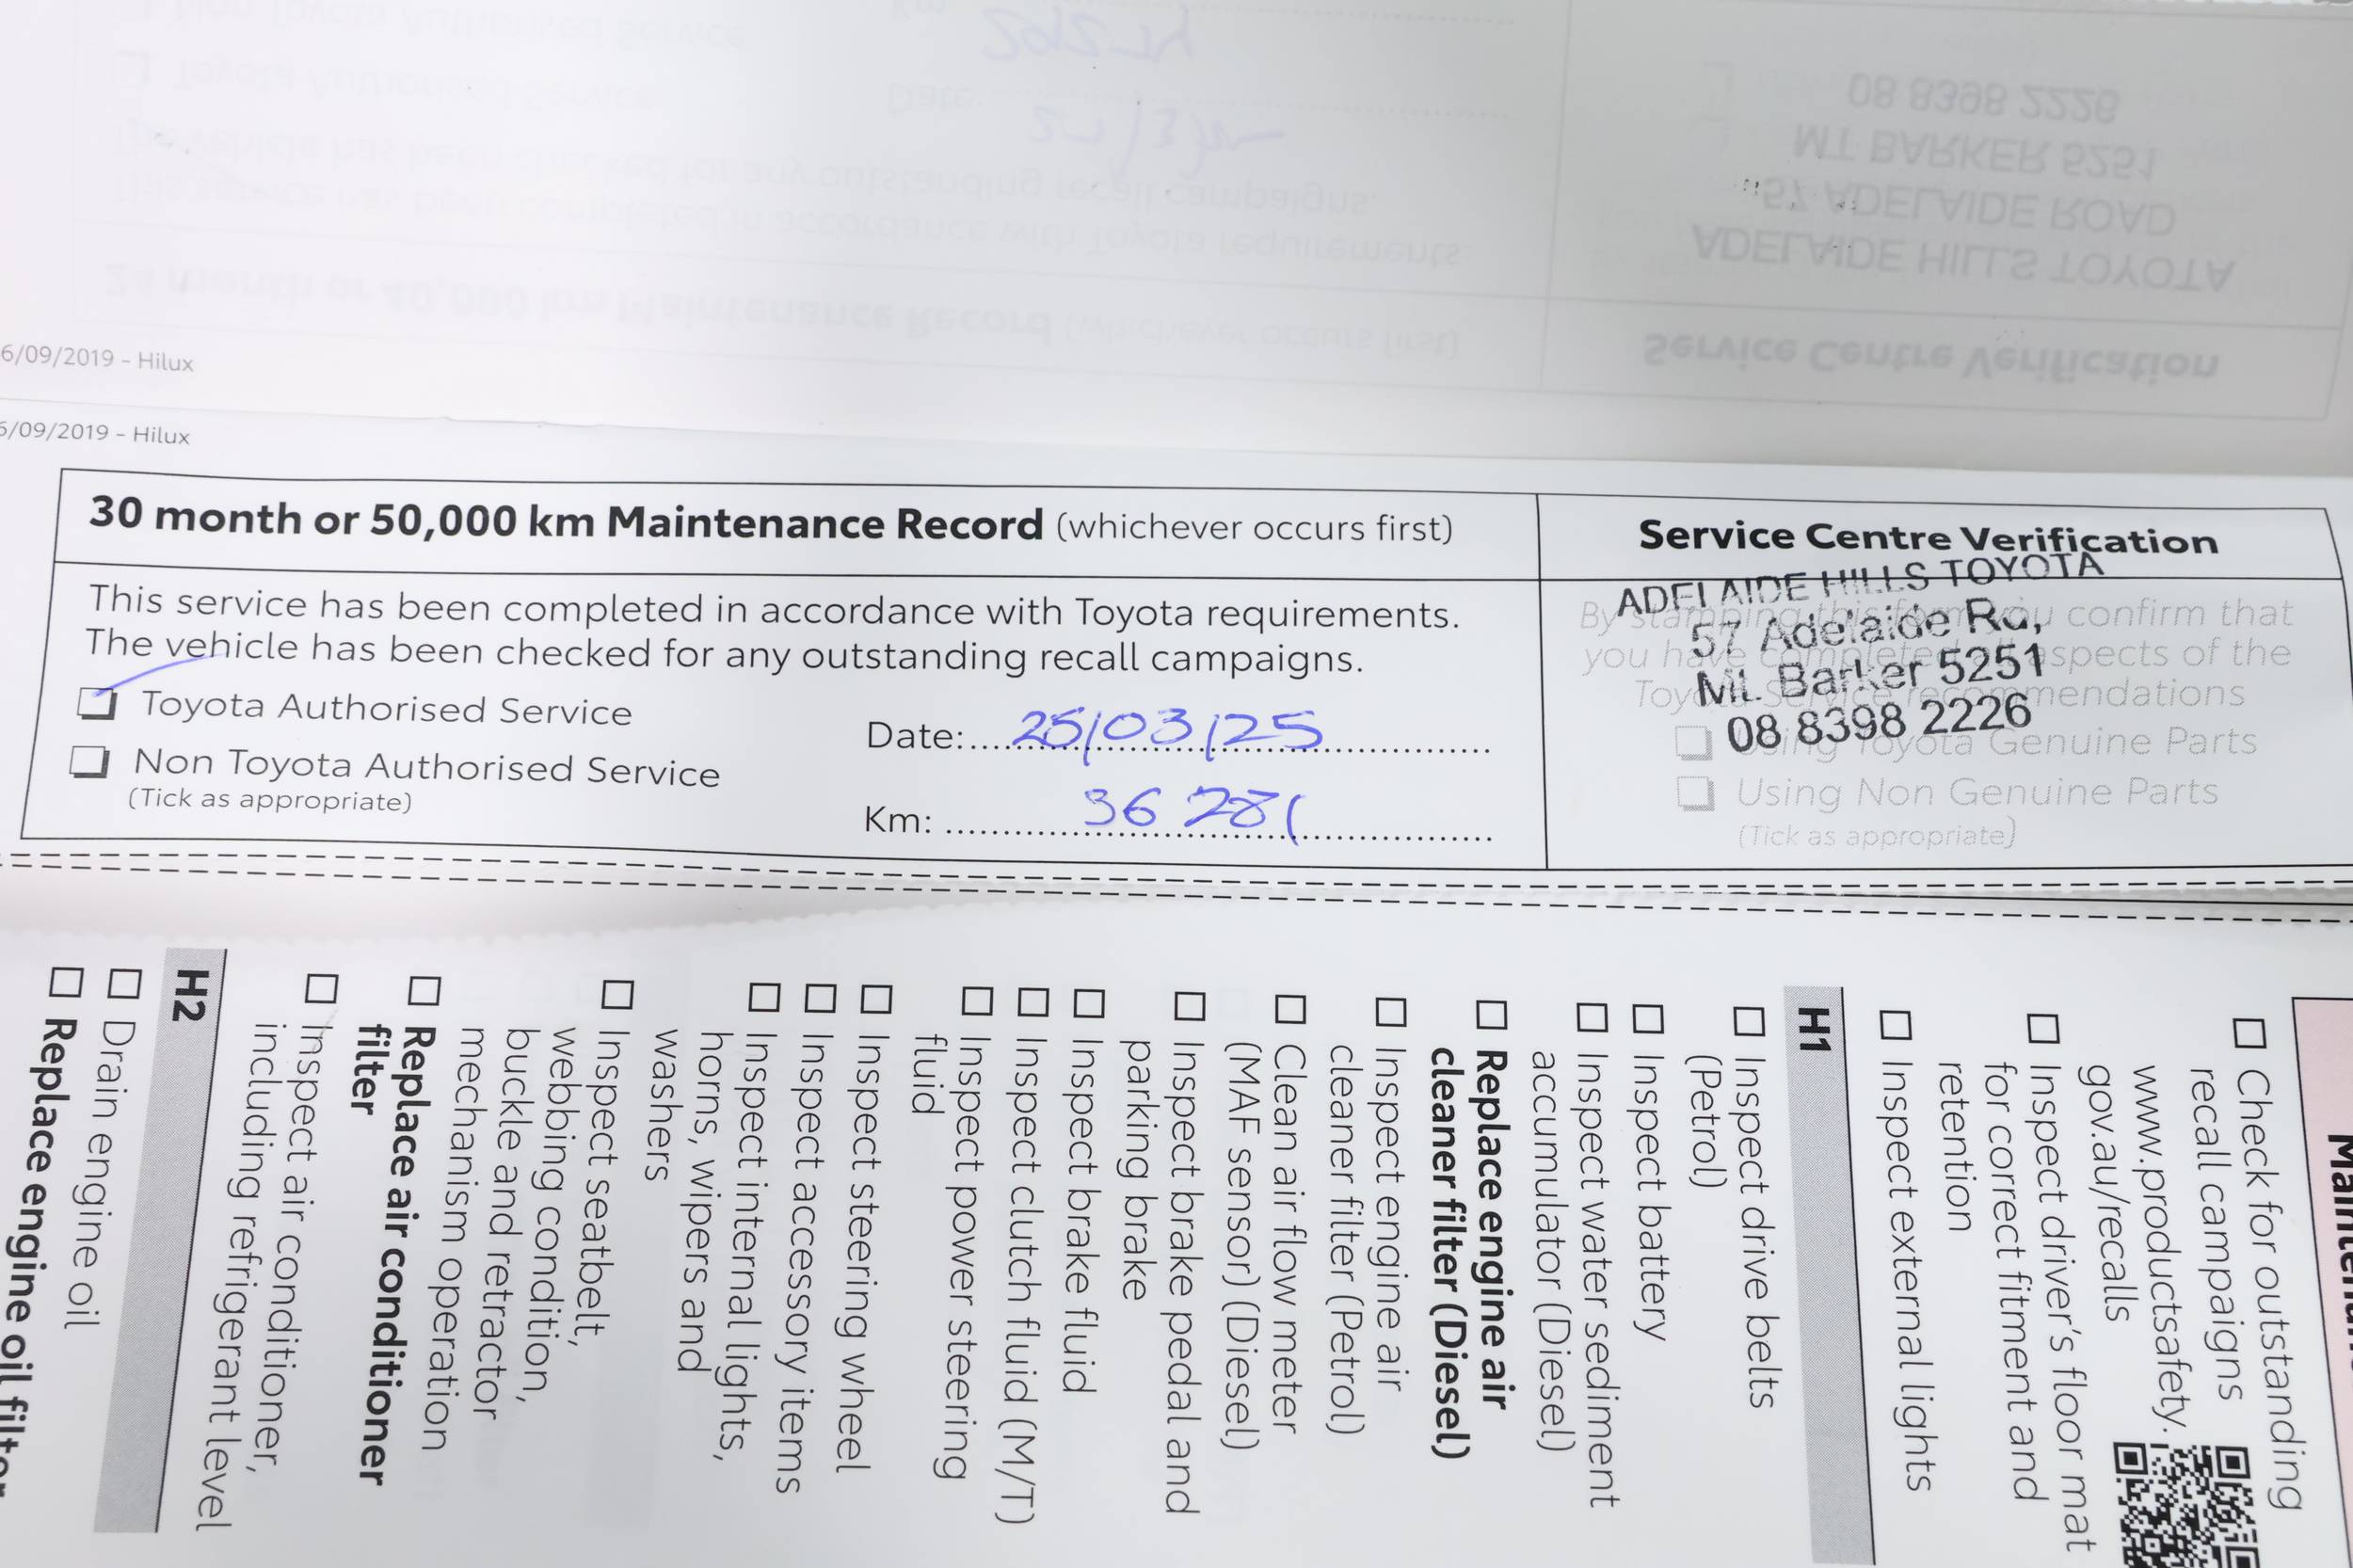 6/09/2019 – Hilux
6/09/2019 – Hilux
30 month or 50,000 km Maintenance Record (whichever occurs first)
This service has been completed in accordance with Toyota requirements.
The vehicle has been checked for any outstanding recall campaigns.
Toyota Authorised Service
Non Toyota Authorised Service
(Tick as appropriate)
Date: 25/03/25
Km: 36 281
Service Centre Verification
ADELAIDE HILLS TOYOTA
57 Adelaide Rd,
Mt. Barker 5251
08 8398 2226
By stamping this form you confirm that
you have completed all aspects of the
Toyota Service recommendations
Using Toyota Genuine Parts
Using Non Genuine Parts
(Tick as appropriate)
Check for outstanding
recall campaigns
www.productsafety.
gov.au/recalls
Inspect driver's floor mat
for correct fitment and
retention
Inspect external lights
H1
Inspect drive belts
(Petrol)
Inspect battery
Inspect water sediment
accumulator (Diesel)
Replace engine air
cleaner filter (Diesel)
Inspect engine air
cleaner filter (Petrol)
Clean air flow meter
(MAF sensor) (Diesel)
Inspect brake pedal and
parking brake
Inspect brake fluid
Inspect clutch fluid (M/T)
Inspect power steering
fluid
Inspect steering wheel
Inspect accessory items
Inspect internal lights,
horns, wipers and
washers
Inspect seatbelt,
webbing condition,
buckle and retractor
mechanism operation
Replace air conditioner
filter
Inspect air conditioner,
including refrigerant level
H2
Drain engine oil
Replace engine oil filter